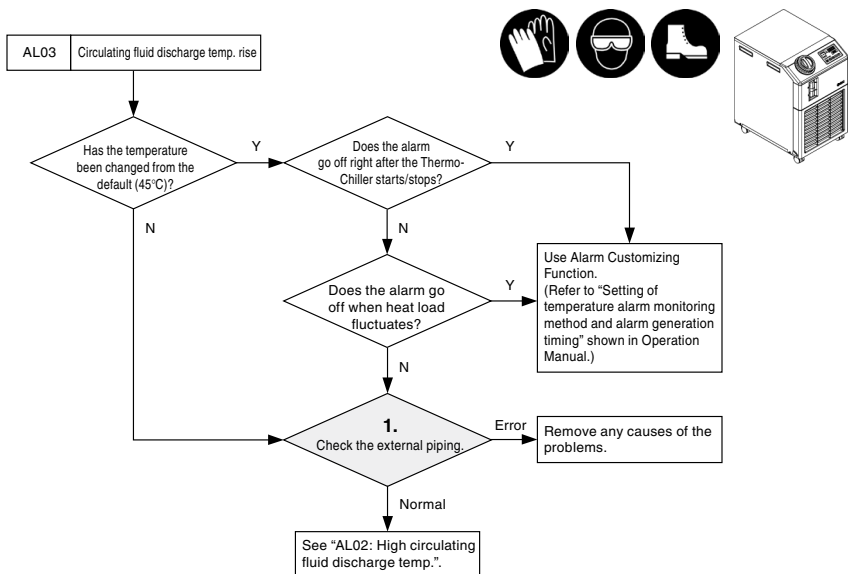 AL03 Circulating fluid discharge temp. rise
Has the temperature
been changed from the
default (45°C)?
Y
N
Does the alarm
go off right after the Thermo-
Chiller starts/stops?
Y
N
Does the alarm go
off when heat load
fluctuates?
Y
N
Use Alarm Customizing
Function.
(Refer to “Setting of
temperature alarm monitoring
method and alarm generation
timing” shown in Operation
Manual.)
1.
Check the external piping.
Error
Remove any causes of the
problems.
Normal
See “AL02: High circulating
fluid discharge temp.”.